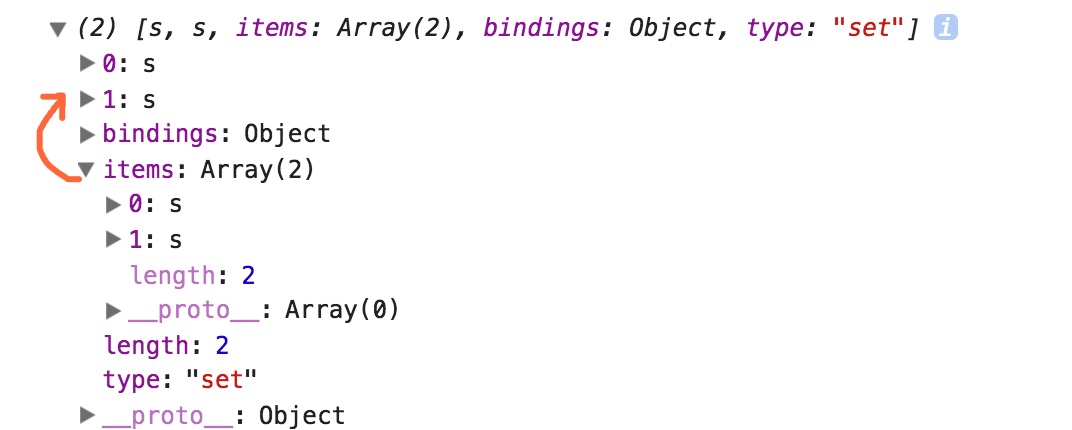 ▼ (2) [s, s, items: Array(2), bindings: Object, type: "set"] i
▶ 0: s
▶ 1: s
▶ bindings: Object
▼ items: Array(2)
▶ 0: s
▶ 1: s
length: 2
▶ __proto__: Array(0)
length: 2
type: "set"
▶ __proto__: Object